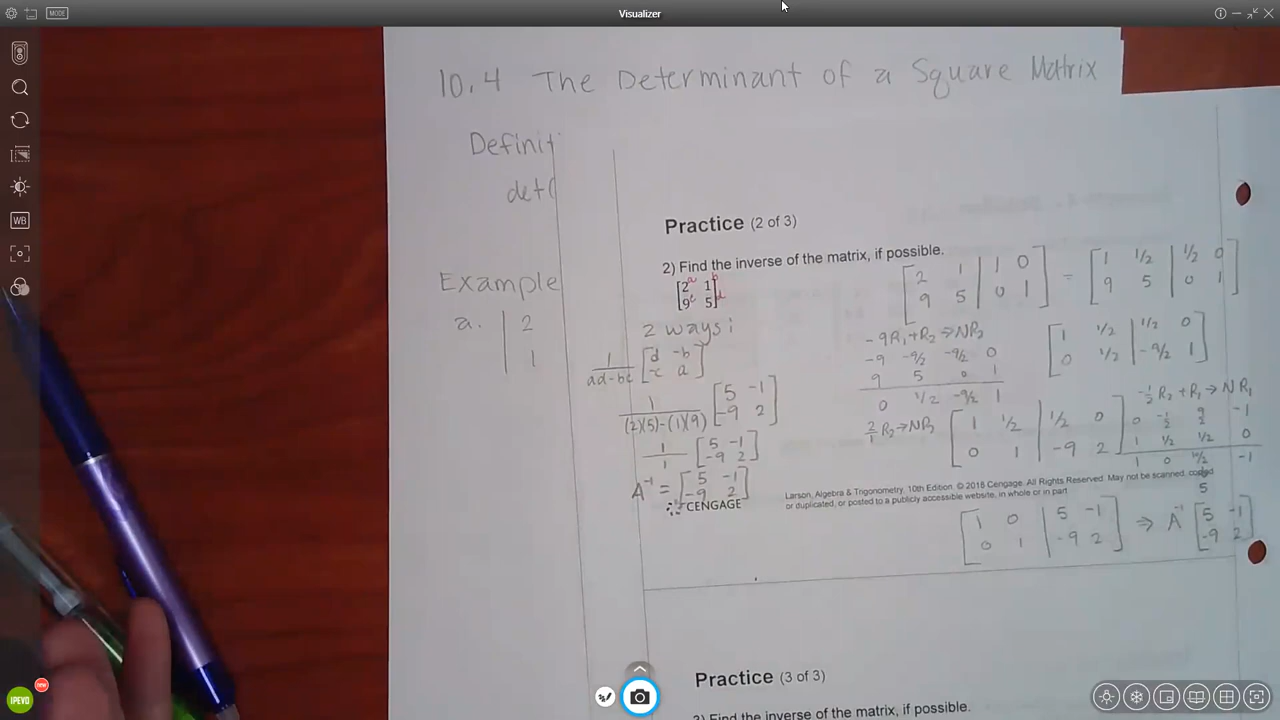 Visualizer
MODE
WB
10.4 The Determinant of a Square Matrix
Definit
det(
Example
a. | 2
| 1
Practice (2 of 3)
2) Find the inverse of the matrix, if possible.
[2 a 1 b
9 c 5] d
2 ways:
1/ad-bc [d -b
-c a]
1/(2)(5)-(1)(9) [5 -1
-9 2]
1/1 [5 -1
-9 2]
A⁻¹ = [5 -1
-9 2]
CENGAGE
[2 1 | 1 0
9 5 | 0 1] = [1 1/2 | 1/2 0
9 5 | 0 1]
-9R₁+R₂→NR₂
-9 -9/2 -9/2 0
9 5 0 1
0 1/2 -9/2 1
[1 1/2 | 1/2 0
0 1/2 | -9/2 1]
2/1 R₂→NR₂ [1 1/2 | 1/2 0
0 1 | -9 2]
-1/2 R₂ + R₁ → NR₁
0 -1/2 9/2 -1
1 1/2 1/2 0
1 0 10/2 -1
5
Larson, Algebra & Trigonometry, 10th Edition. © 2018 Cengage. All Rights Reserved. May not be scanned, copied
or duplicated, or posted to a publicly accessible website, in whole or in part.
[1 0 | 5 -1
0 1 | -9 2] ⇒ A⁻¹ [5 -1
-9 2]
Practice (3 of 3)
3) Find the inverse of the matrix, if possible.
IPEVO
new